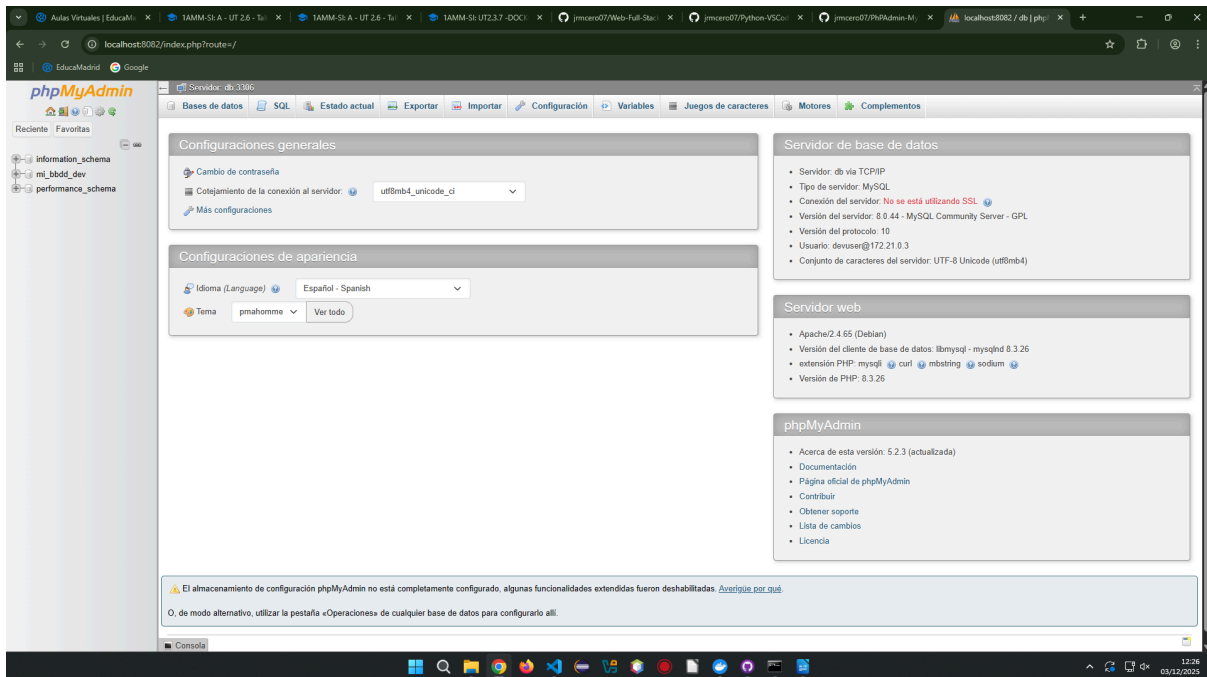 Aulas Virtuales | EducaMa
1AMM-SI: A - UT 2.6 - Tal
1AMM-SI: A - UT 2.6 - Tal
1AMM-SI: UT2.3.7 -DOCK
jmcero07/Web-Full-Stac
jmcero07/Python-VSCod
jmcero07/PhPAdmin-My
localhost:8082 / db | php
localhost:8082/index.php?route=/
EducaMadrid Google
phpMyAdmin
Reciente Favoritas
information_schema
mi_bbdd_dev
performance_schema
Servidor: db:3306
Bases de datos SQL Estado actual Exportar Importar Configuración Variables Juegos de caracteres Motores Complementos
Configuraciones generales
Cambio de contraseña
Cotejamiento de la conexión al servidor: utf8mb4_unicode_ci
Más configuraciones
Configuraciones de apariencia
Idioma (Language) Español - Spanish
Tema pmahomme Ver todo
Servidor de base de datos
• Servidor: db via TCP/IP
• Tipo de servidor: MySQL
• Conexión del servidor: No se está utilizando SSL
• Versión del servidor: 8.0.44 - MySQL Community Server - GPL
• Versión del protocolo: 10
• Usuario: devuser@172.21.0.3
• Conjunto de caracteres del servidor: UTF-8 Unicode (utf8mb4)
Servidor web
• Apache/2.4.65 (Debian)
• Versión del cliente de base de datos: libmysql - mysqlnd 8.3.26
• extensión PHP: mysqli curl mbstring sodium
• Versión de PHP: 8.3.26
phpMyAdmin
• Acerca de esta versión: 5.2.3 (actualizada)
• Documentación
• Página oficial de phpMyAdmin
• Contribuir
• Obtener soporte
• Lista de cambios
• Licencia
El almacenamiento de configuración phpMyAdmin no está completamente configurado, algunas funcionalidades extendidas fueron deshabilitadas. Averigüe por qué.
O, de modo alternativo, utilizar la pestaña «Operaciones» de cualquier base de datos para configurarlo allí.
Consola
12:26
03/12/2025